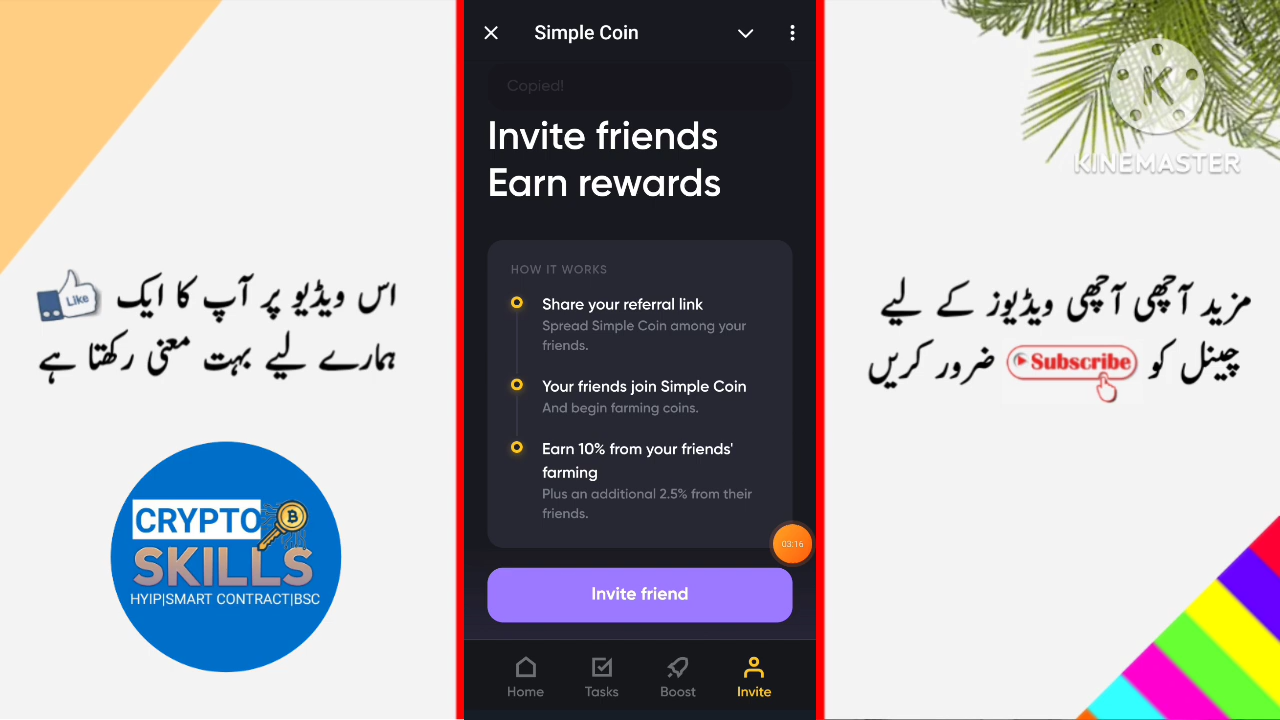 Simple Coin
Copied!
Invite friends
Earn rewards
HOW IT WORKS
Share your referral link
Spread Simple Coin among your
friends.
Your friends join Simple Coin
And begin farming coins.
Earn 10% from your friends'
farming
Plus an additional 2.5% from their
friends.
03:16
Invite friend
Home
Tasks
Boost
Invite
اس ویڈیو پر آپ کا ایک Like
ہمارے لیے بہت معنی رکھتا ہے
CRYPTO
SKILLS
HYIP|SMART CONTRACT|BSC
K
KINEMASTER
مزید آچھی آچھی ویڈیوز کے لیے
چینل کو Subscribe ضرور کریں